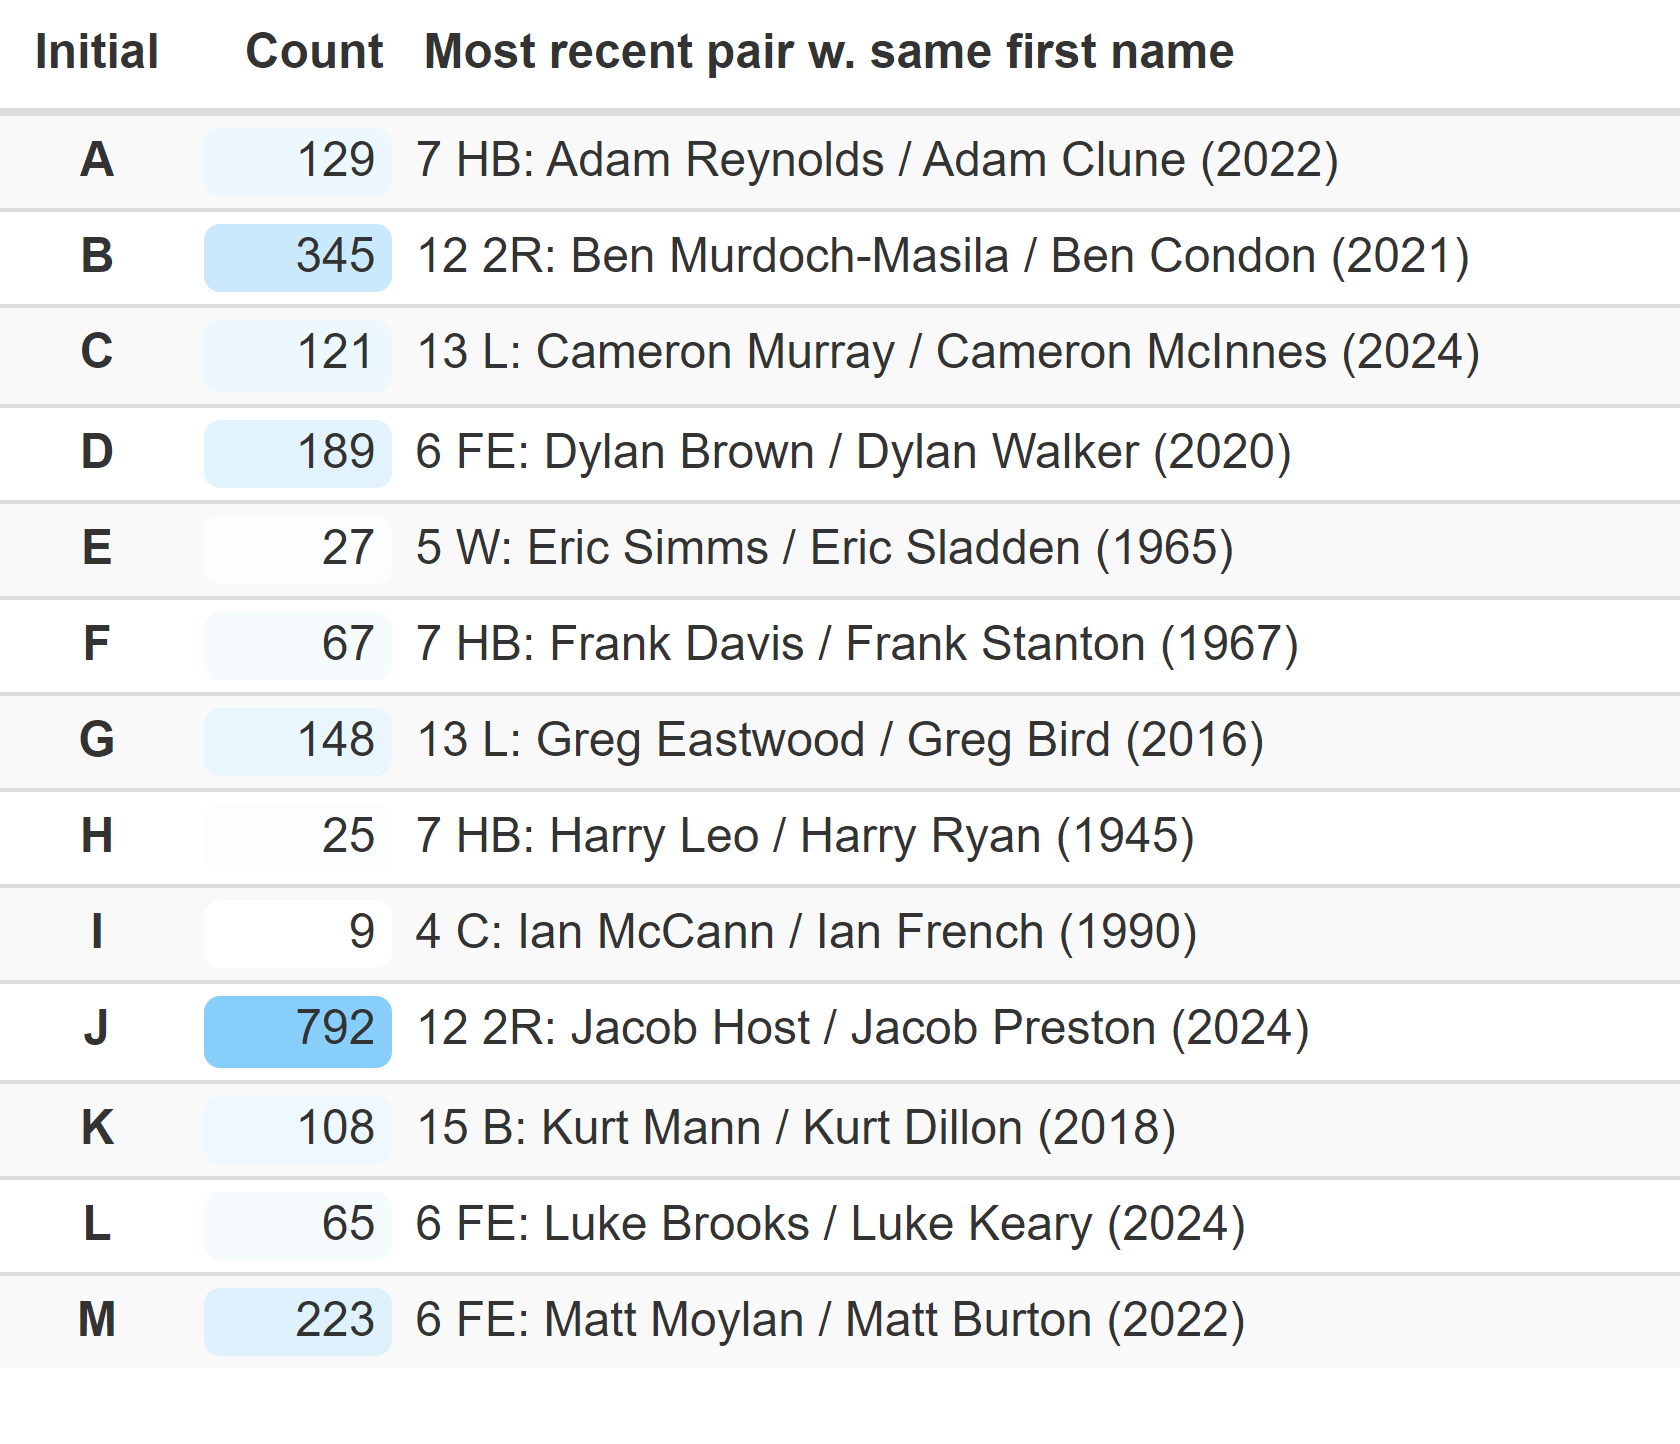 Initial Count Most recent pair w. same first name
A 129 7 HB: Adam Reynolds / Adam Clune (2022)
B 345 12 2R: Ben Murdoch-Masila / Ben Condon (2021)
C 121 13 L: Cameron Murray / Cameron McInnes (2024)
D 189 6 FE: Dylan Brown / Dylan Walker (2020)
E 27 5 W: Eric Simms / Eric Sladden (1965)
F 67 7 HB: Frank Davis / Frank Stanton (1967)
G 148 13 L: Greg Eastwood / Greg Bird (2016)
H 25 7 HB: Harry Leo / Harry Ryan (1945)
I 9 4 C: Ian McCann / Ian French (1990)
J 792 12 2R: Jacob Host / Jacob Preston (2024)
K 108 15 B: Kurt Mann / Kurt Dillon (2018)
L 65 6 FE: Luke Brooks / Luke Keary (2024)
M 223 6 FE: Matt Moylan / Matt Burton (2022)